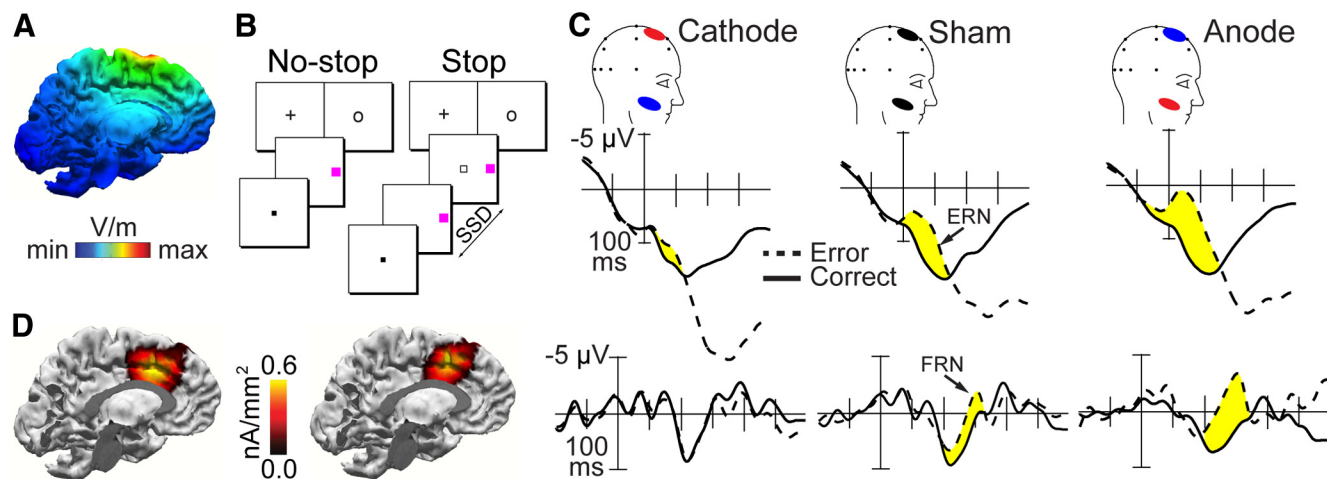 A
V/m
min
max
B
No-stop
Stop
+
o
+
o
SSD
C
Cathode
Sham
Anode
-5 µV
100
ms
ERN
Error
Correct
D
0.6
nA/mm²
0.0
-5 µV
100
ms
FRN